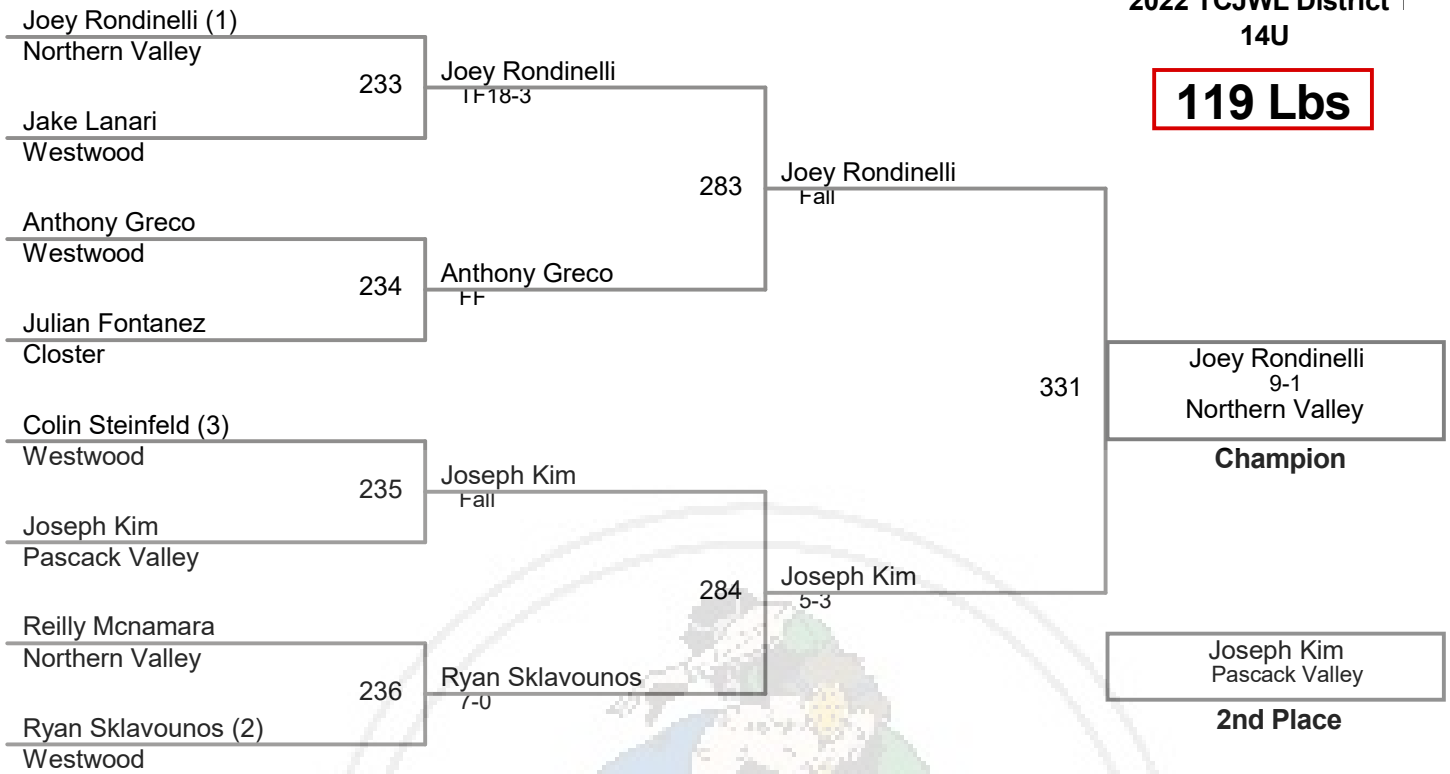 2022 TCJWL District
14U
119 Lbs
Joey Rondinelli (1)
Northern Valley
233
Jake Lanari
Westwood
Joey Rondinelli
TF18-3
Anthony Greco
Westwood
234
Julian Fontanez
Closter
Anthony Greco
FF
283
Joey Rondinelli
Fall
Colin Steinfeld (3)
Westwood
235
Joseph Kim
Pascack Valley
Joseph Kim
Fall
Reilly Mcnamara
Northern Valley
236
Ryan Sklavounos (2)
Westwood
Ryan Sklavounos
7-0
284
Joseph Kim
5-3
331
Joey Rondinelli
9-1
Northern Valley
Champion
Joseph Kim
Pascack Valley
2nd Place